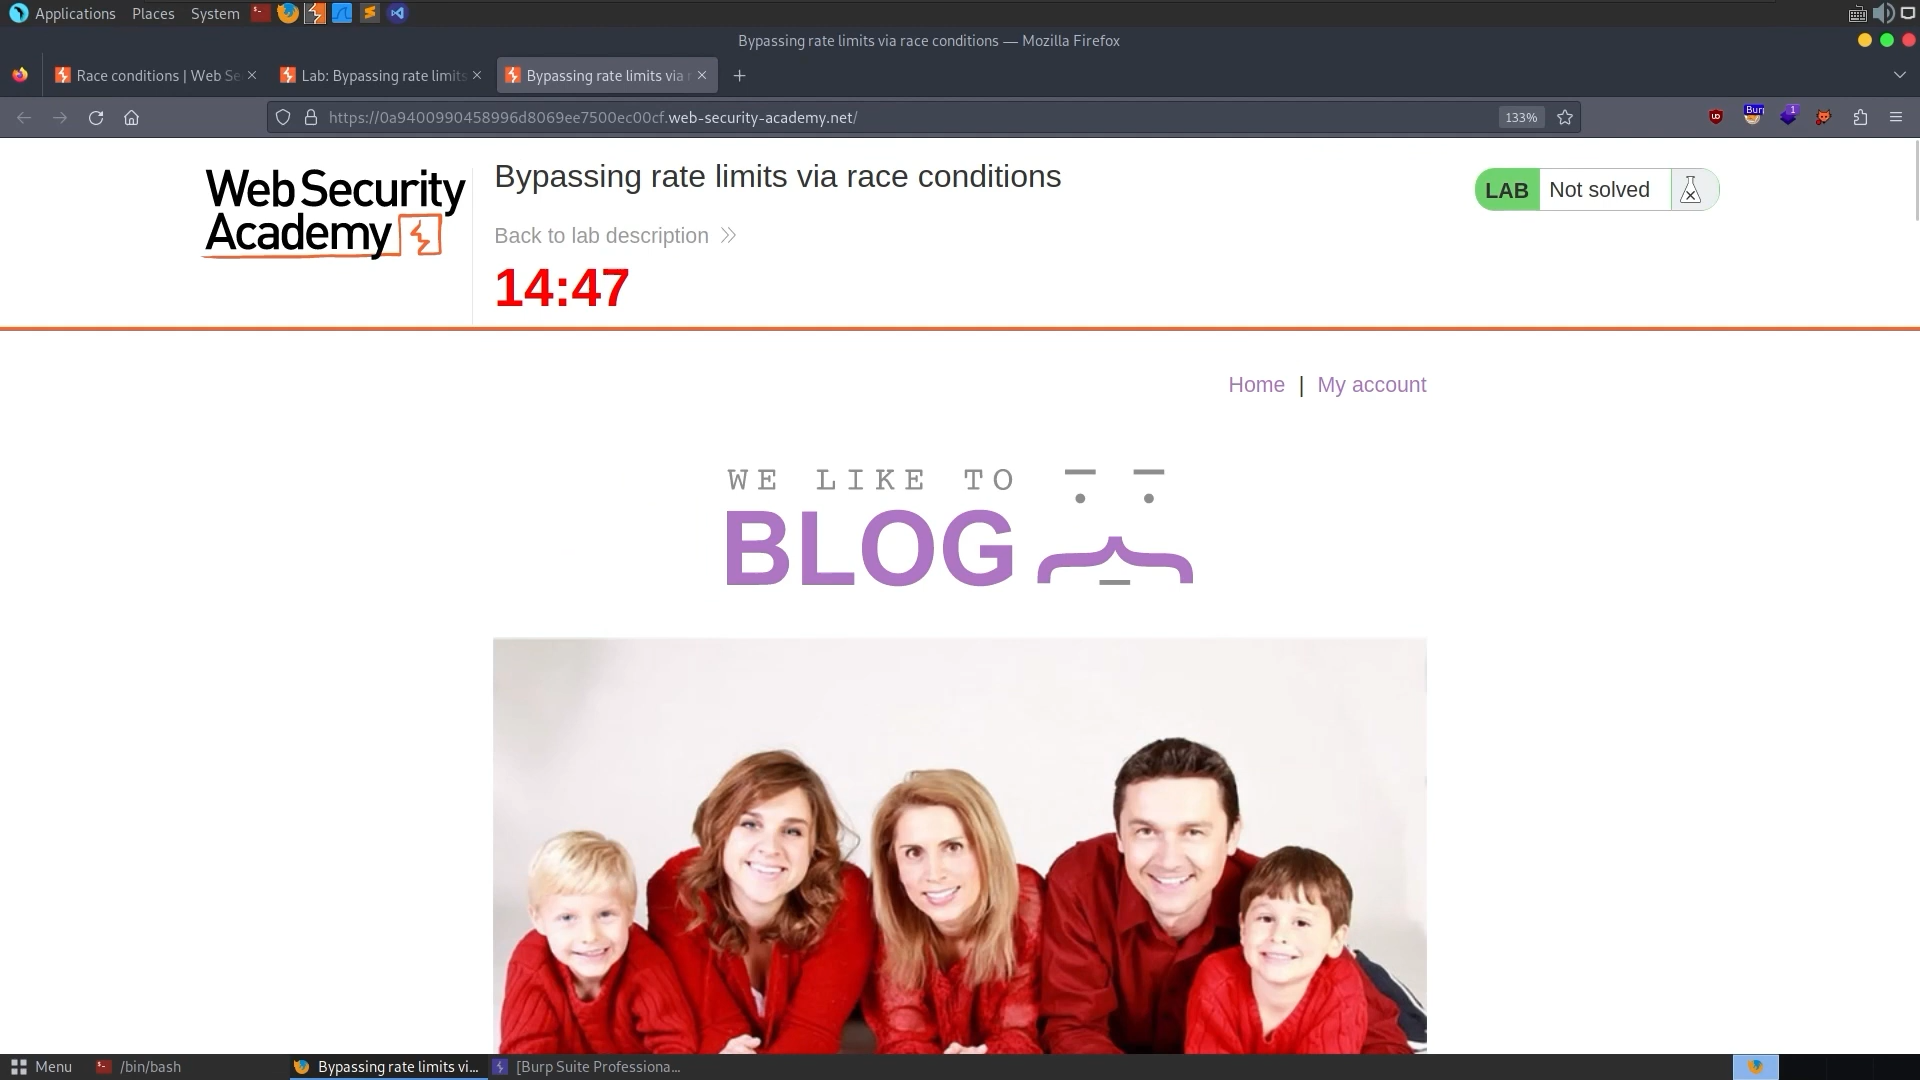 Applications Places System
Bypassing rate limits via race conditions — Mozilla Firefox
Race conditions | Web Se
Lab: Bypassing rate limits
Bypassing rate limits via r
https://0a9400990458996d8069ee7500ec00cf.web-security-academy.net/
133%
Bur
1
Web Security
Academy
Bypassing rate limits via race conditions
Back to lab description
14:47
LAB Not solved
Home | My account
WE LIKE TO
BLOG
Menu
/bin/bash
Bypassing rate limits vi...
[Burp Suite Professiona...